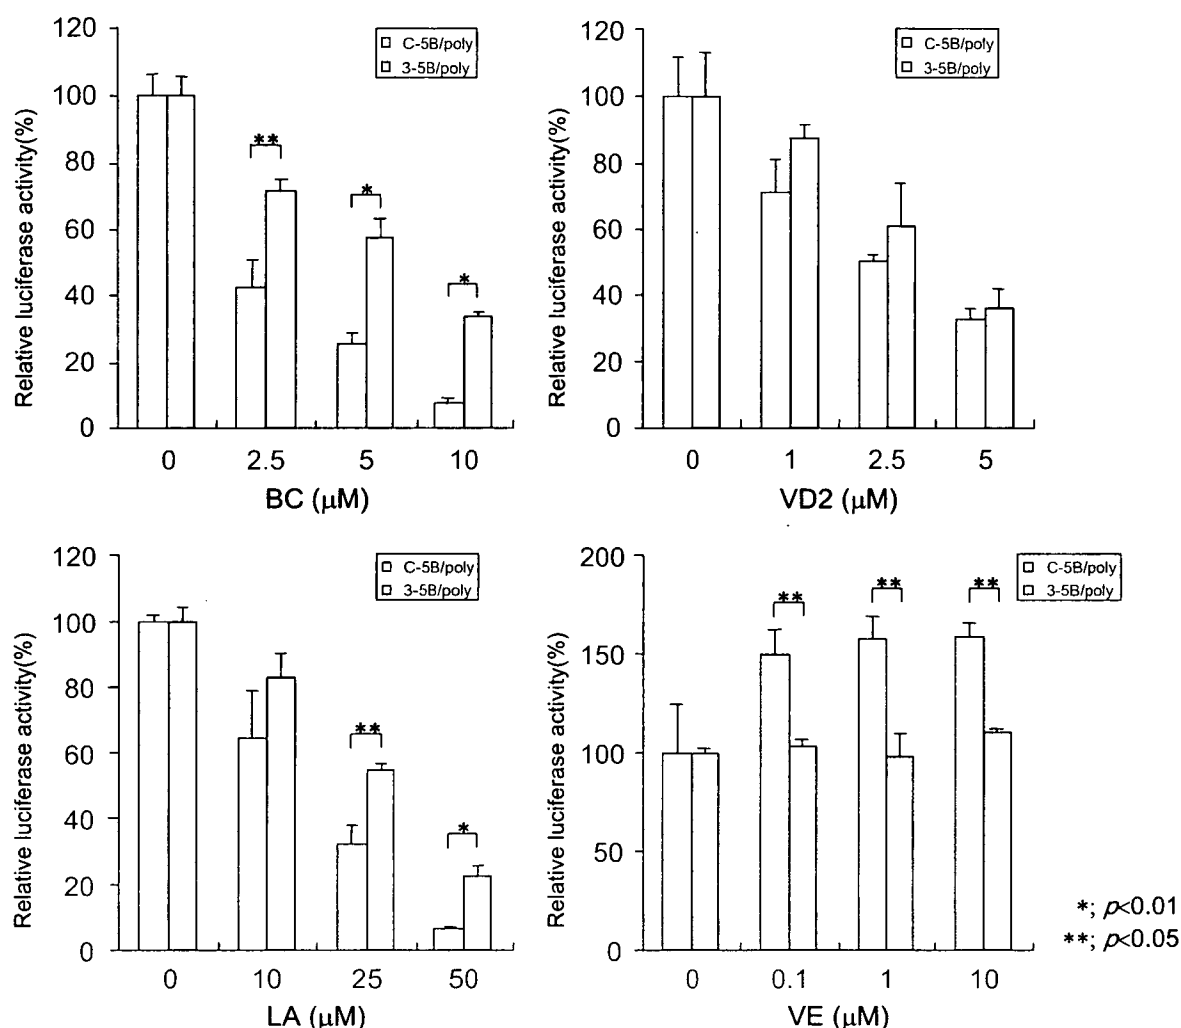 Relative luciferase activity(%)
120
100
80
60
40
20
0
C-5B/poly
3-5B/poly
**
*
*
0 2.5 5 10
BC (μM)
Relative luciferase activity(%)
120
100
80
60
40
20
0
C-5B/poly
3-5B/poly
0 1 2.5 5
VD2 (μM)
Relative luciferase activity(%)
120
100
80
60
40
20
0
C-5B/poly
3-5B/poly
**
*
0 10 25 50
LA (μM)
Relative luciferase activity(%)
200
150
100
50
0
C-5B/poly
3-5B/poly
** ** **
0 0.1 1 10
VE (μM)
*; p<0.01
**; p<0.05